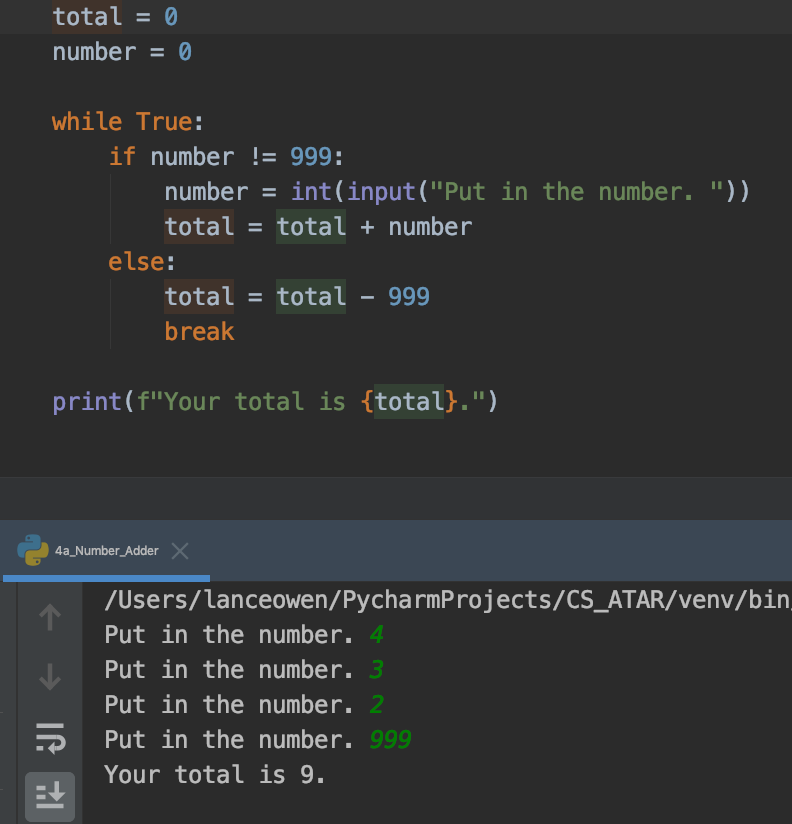 total = 0
number = 0
while True:
if number != 999:
number = int(input("Put in the number. "))
total = total + number
else:
total = total - 999
break
print(f"Your total is {total}.")
4a_Number_Adder
/Users/lanceowen/PycharmProjects/CS_ATAR/venv/bin/
Put in the number. 4
Put in the number. 3
Put in the number. 2
Put in the number. 999
Your total is 9.